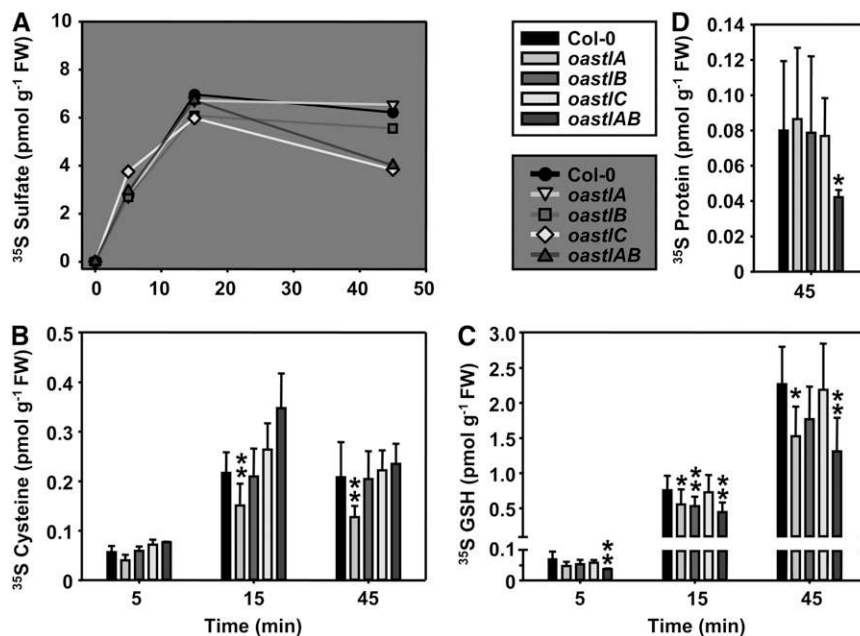 A
³⁵S Sulfate (pmol g⁻¹ FW)
10
8
6
4
2
0
0 10 20 30 40 50
Col-0
oastlA
oastlB
oastlC
oastlAB
Col-0
oastlA
oastlB
oastlC
oastlAB
D
³⁵S Protein (pmol g⁻¹ FW)
0.14
0.12
0.10
0.08
0.06
0.04
0.02
0.00
*
45
B
³⁵S Cysteine (pmol g⁻¹ FW)
0.5
0.4
0.3
0.2
0.1
0
**
**
5 15 45
Time (min)
C
³⁵S GSH (pmol g⁻¹ FW)
3.0
2.5
2.0
1.5
1.0
0.5
0.1
0
**
* ** **
* **
5 15 45
Time (min)